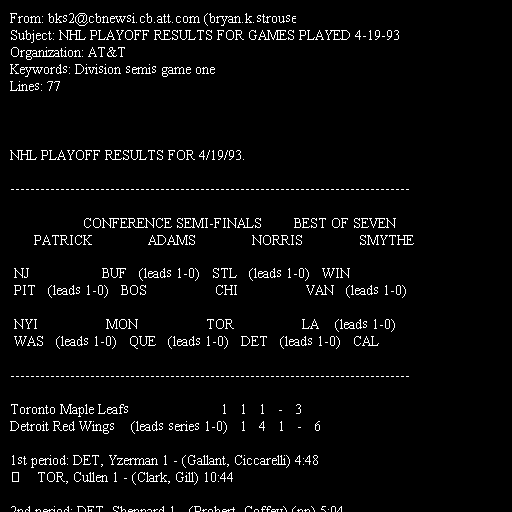 From: bks2@cbnewsi.cb.att.com (bryan.k.strouse
Subject: NHL PLAYOFF RESULTS FOR GAMES PLAYED 4-19-93
Organization: AT&T
Keywords: Division semis game one
Lines: 77
NHL PLAYOFF RESULTS FOR 4/19/93.
--------------------------------------------------------------------------------
CONFERENCE SEMI-FINALS BEST OF SEVEN
PATRICK ADAMS NORRIS SMYTHE
NJ BUF (leads 1-0) STL (leads 1-0) WIN
PIT (leads 1-0) BOS CHI VAN (leads 1-0)
NYI MON TOR LA (leads 1-0)
WAS (leads 1-0) QUE (leads 1-0) DET (leads 1-0) CAL
--------------------------------------------------------------------------------
Toronto Maple Leafs 1 1 1 - 3
Detroit Red Wings (leads series 1-0) 1 4 1 - 6
1st period: DET, Yzerman 1 - (Gallant, Ciccarelli) 4:48
TOR, Cullen 1 - (Clark, Gill) 10:44
2nd period: DET, Sheppard 1 - (Probert, Coffey) (pp) 5:04